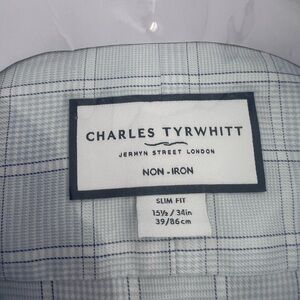 CHARLES TYRWHITT
JERMYN STREET LONDON
NON-IRON
SLIM FIT
15½ / 34in
39/86cm